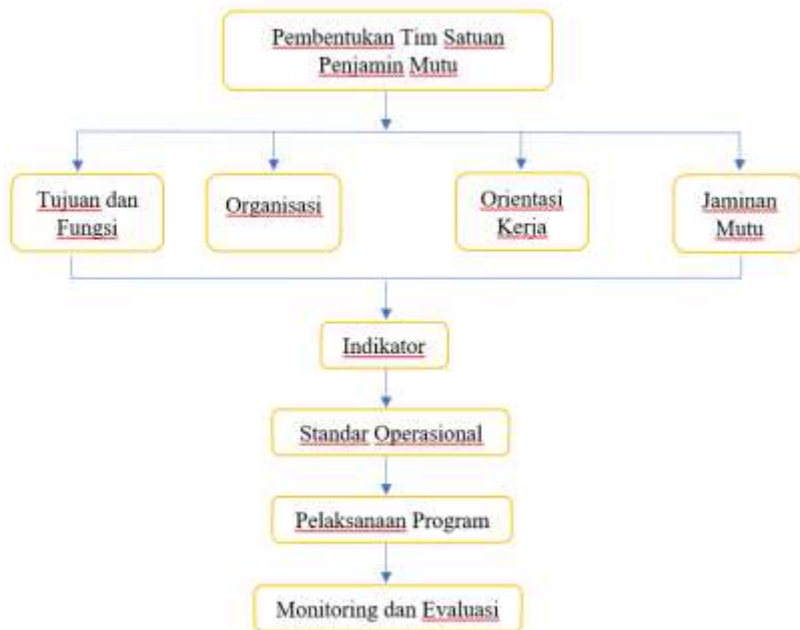 Pembentukan Tim Satuan
Penjamin Mutu
Tujuan dan
Fungsi
Organisasi
Orientasi
Kerja
Jaminan
Mutu
Indikator
Standar Operasional
Pelaksanaan Program
Monitoring dan Evaluasi